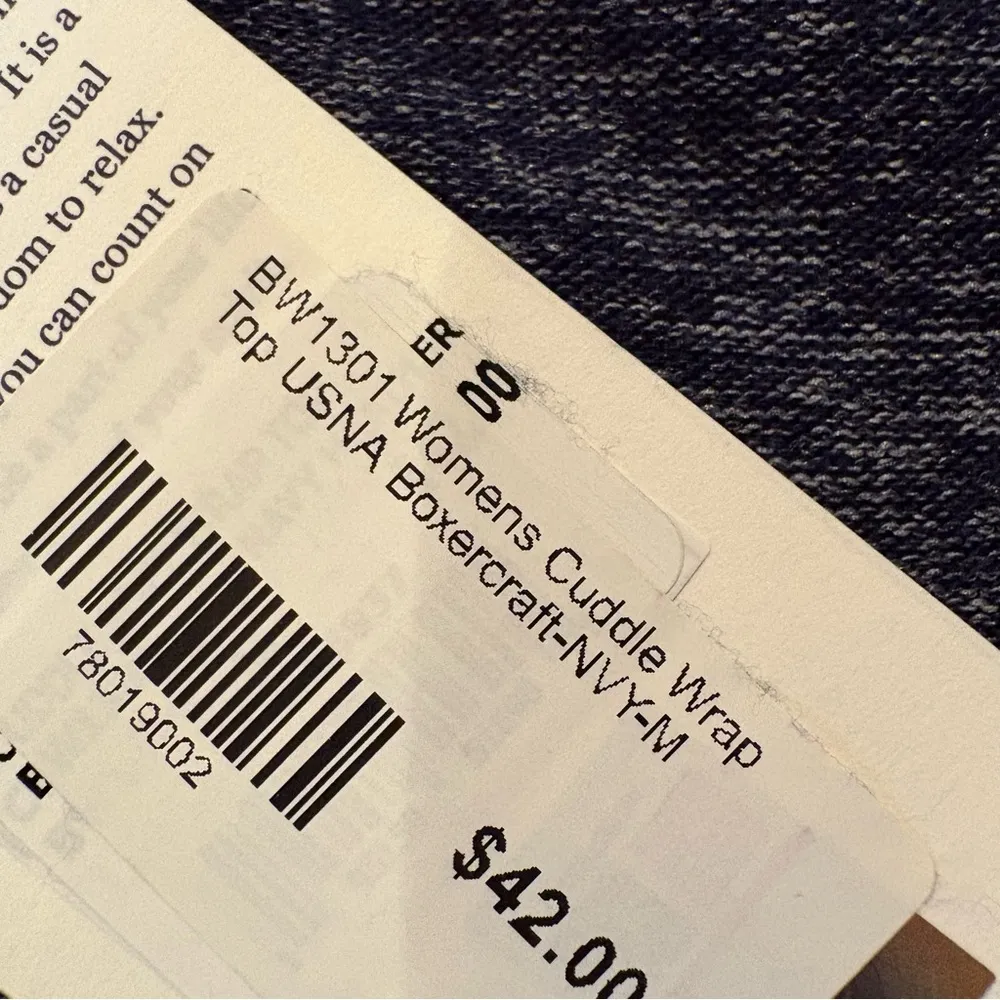 It is a
a casual
dom to relax.
you can count on
ER
00
BW1301 Womens Cuddle Wrap
Top USNA Boxercraft-NVY-M
78019002
$42.00
E